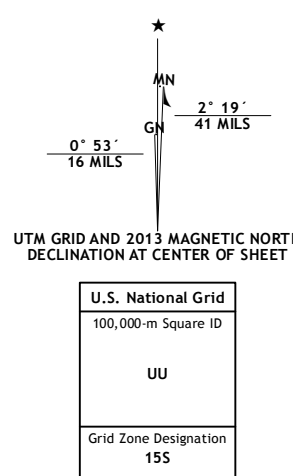 ★
MN
GN
2° 19´
41 MILS
0° 53´
16 MILS
UTM GRID AND 2013 MAGNETIC NORT
DECLINATION AT CENTER OF SHEET
U.S. National Grid
100,000-m Square ID
UU
Grid Zone Designation
15S